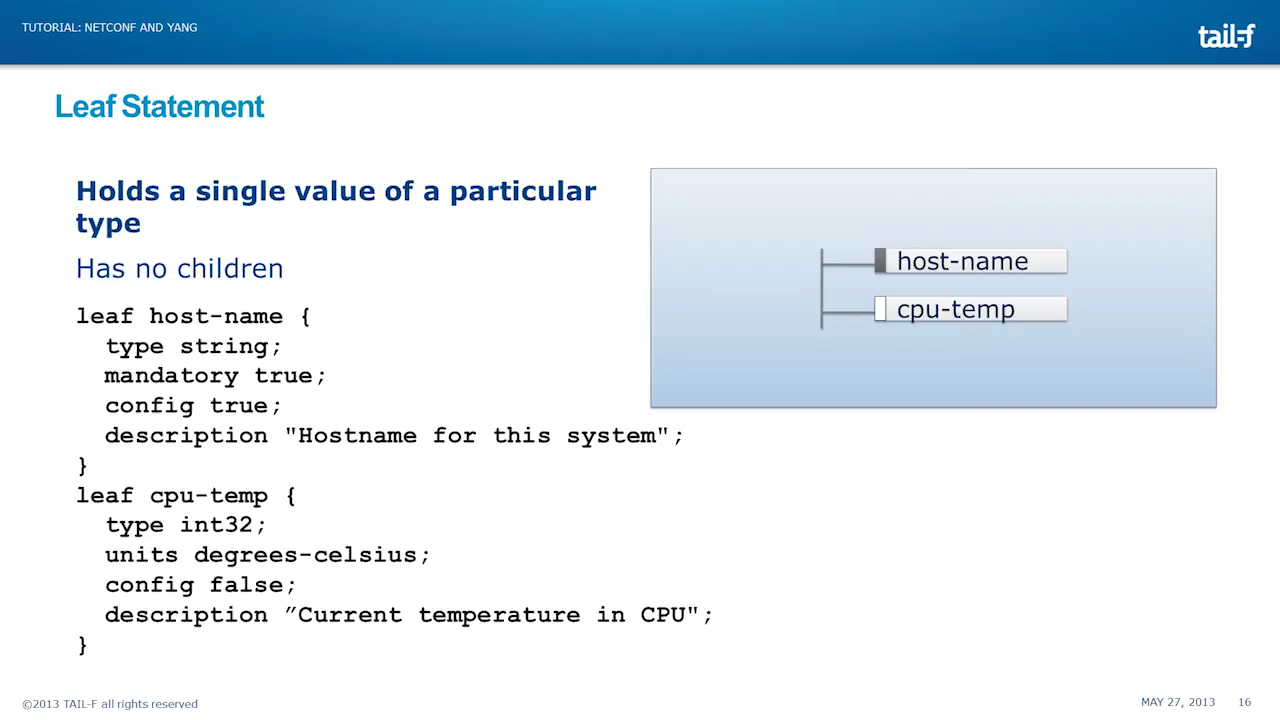 TUTORIAL: NETCONF AND YANG
tail-f
Leaf Statement
Holds a single value of a particular
type
Has no children
leaf host-name {
  type string;
  mandatory true;
  config true;
  description "Hostname for this system";
}
leaf cpu-temp {
  type int32;
  units degrees-celsius;
  config false;
  description ”Current temperature in CPU";
}
host-name
cpu-temp
©2013 TAIL-F all rights reserved
MAY 27, 2013 16